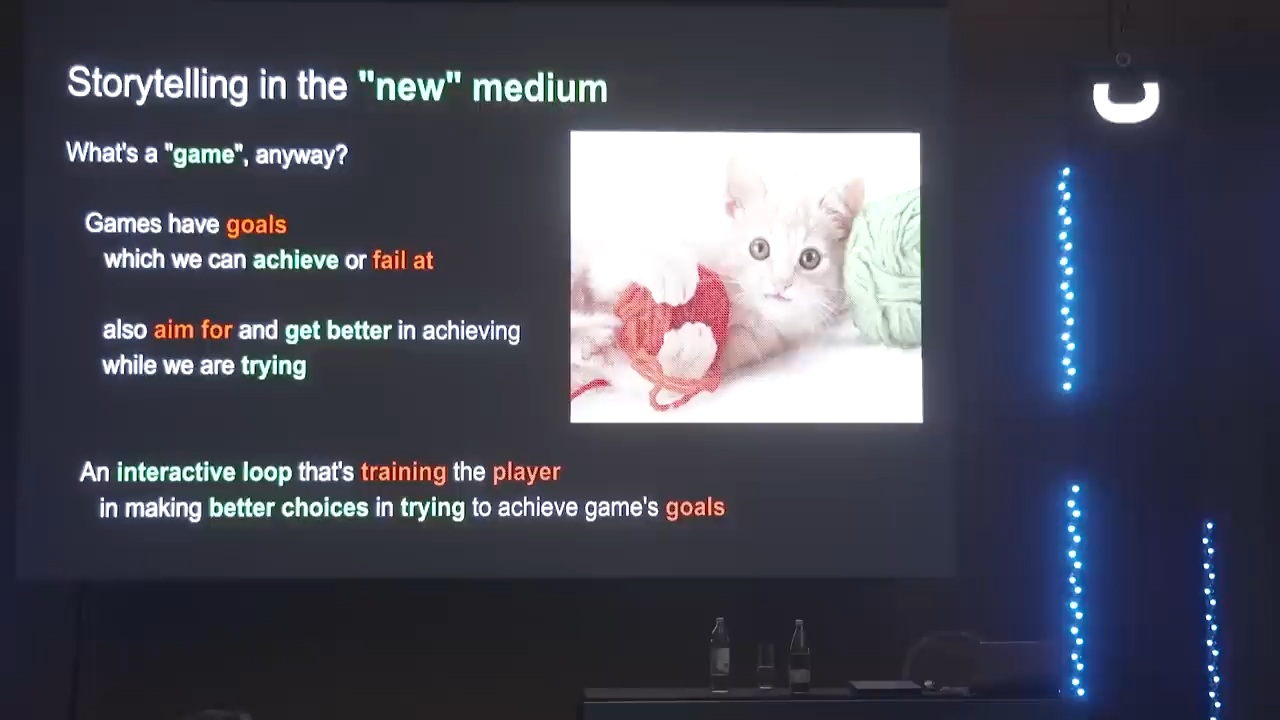 Storytelling in the "new" medium
What's a "game", anyway?
Games have goals
which we can achieve or fail at
also aim for and get better in achieving
while we are trying
An interactive loop that's training the player
in making better choices in trying to achieve game's goals